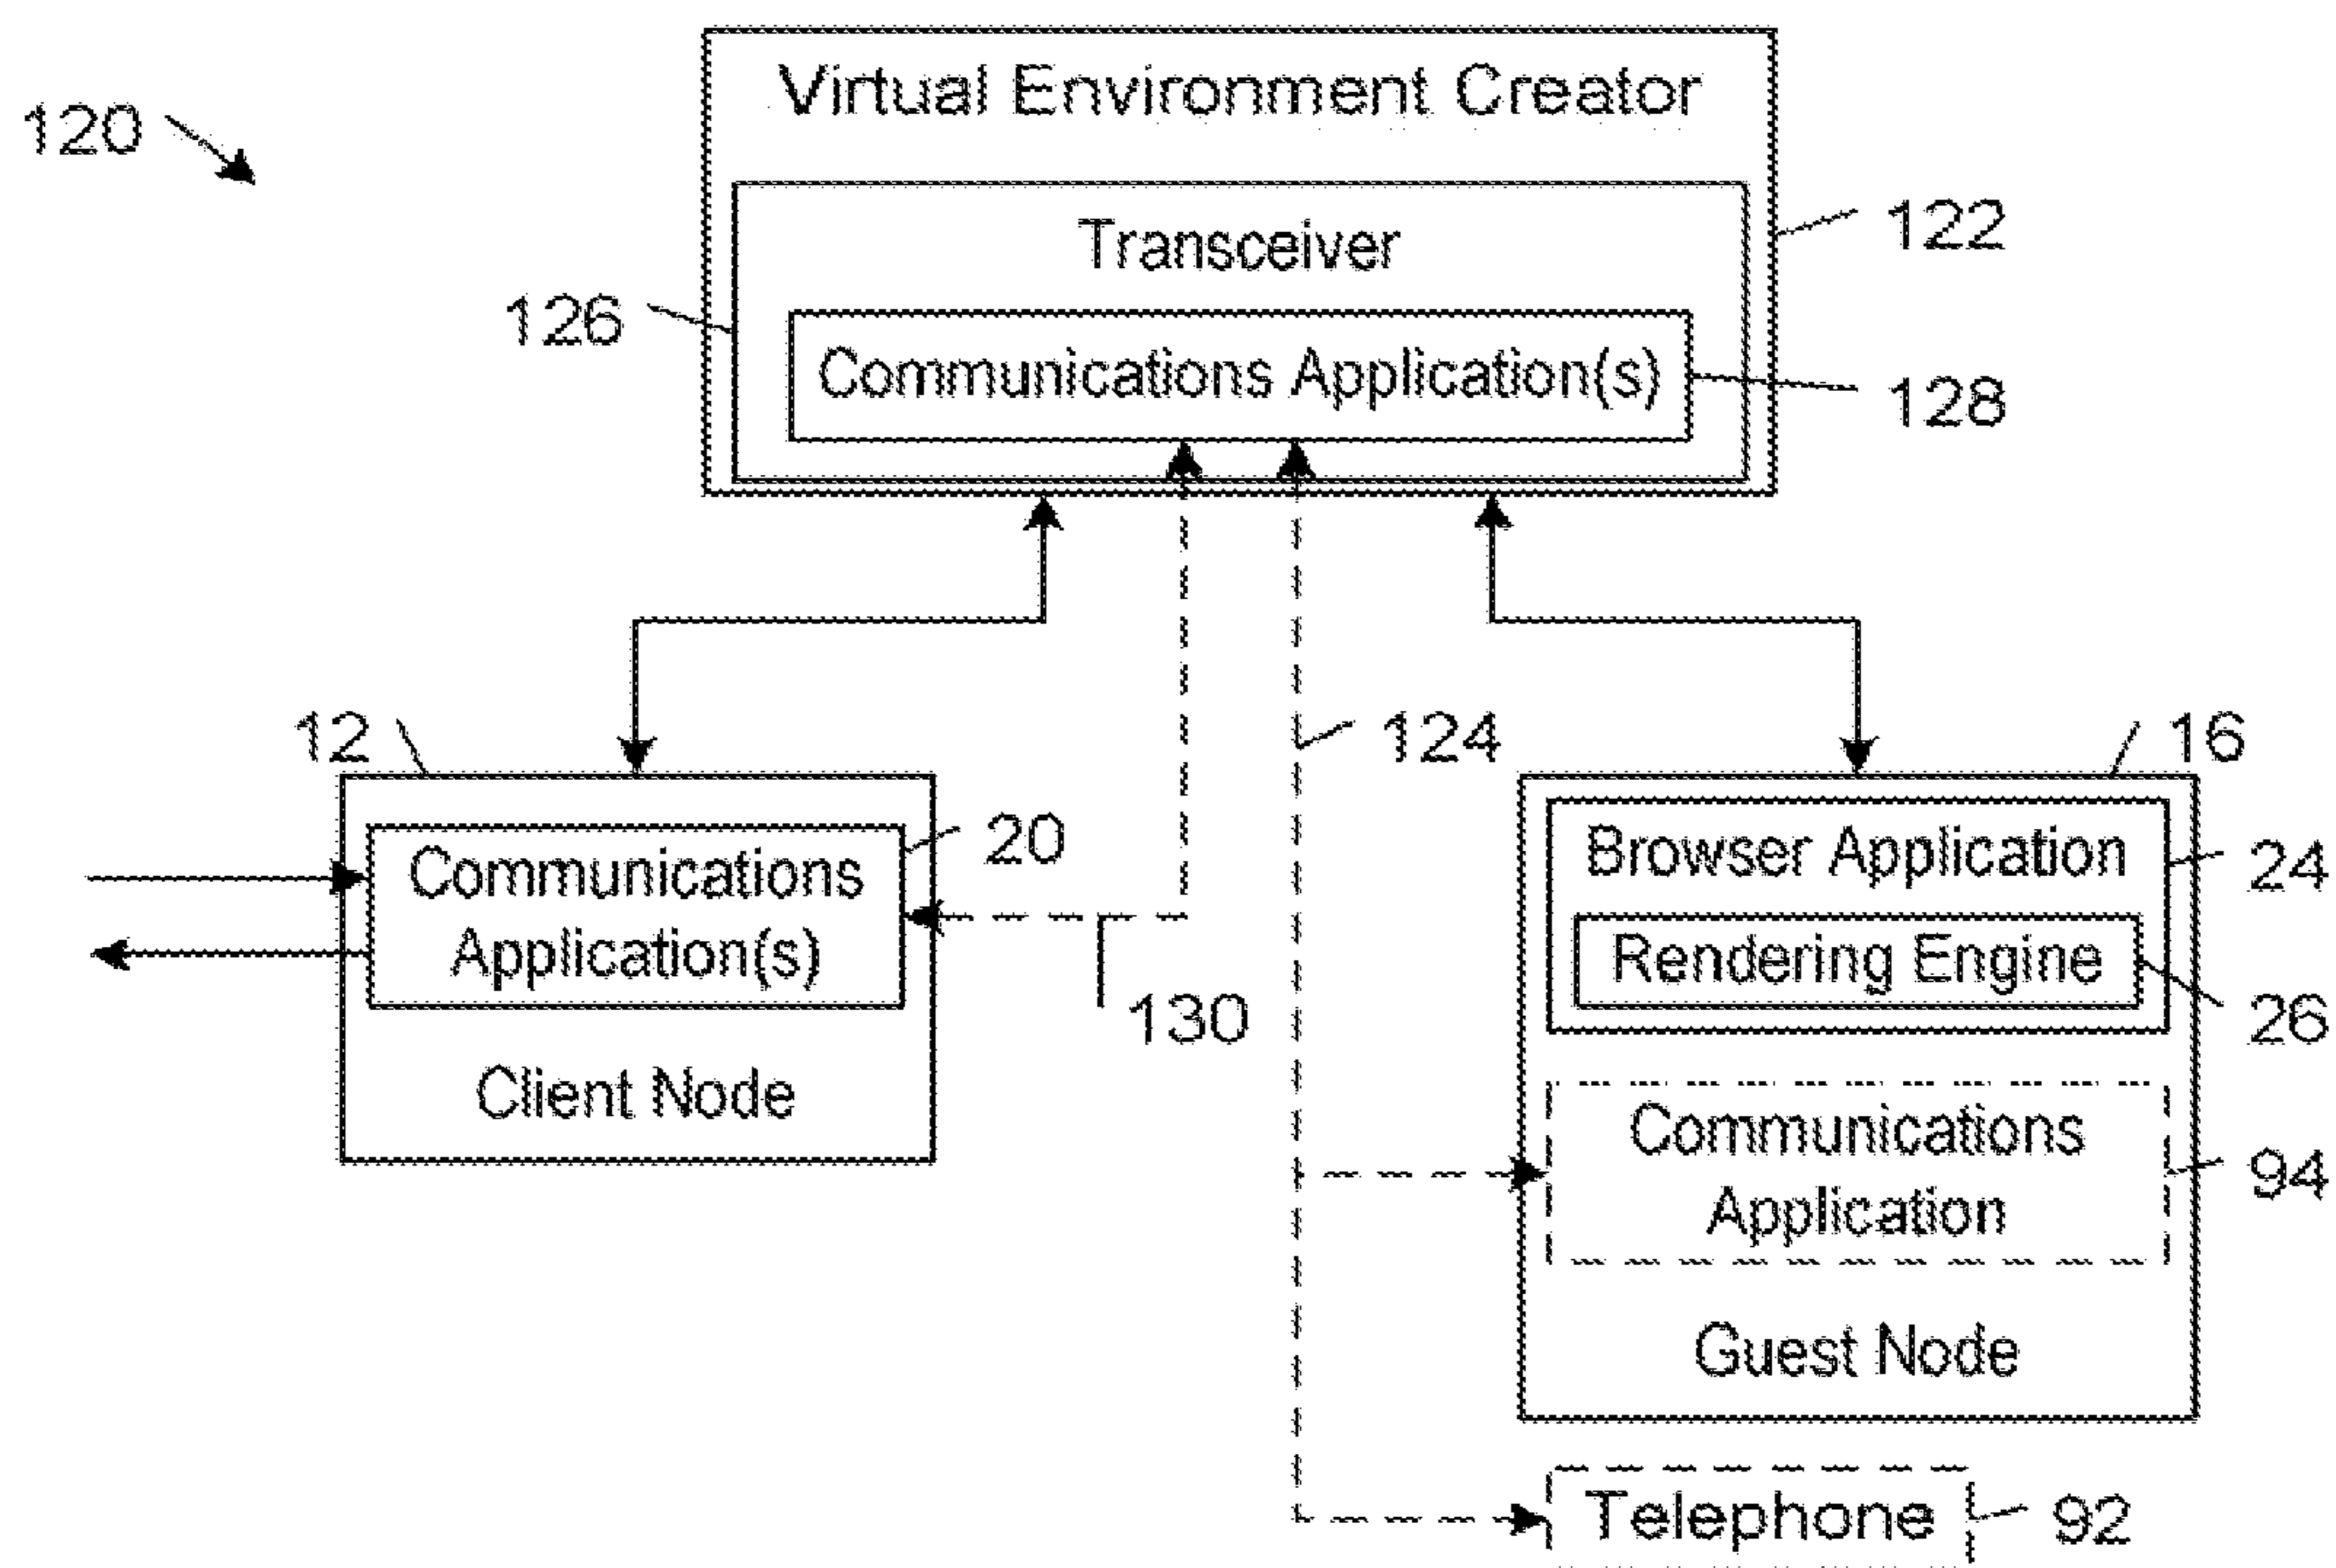 Virtual Environment Creator
120
Transceiver
122
126
Communications Application(s)
128
12
124
16
20
Communications
Application(s)
Browser Application
24
Rendering Engine
130
26
Client Node
Communications
Application
94
Guest Node
Telephone
92